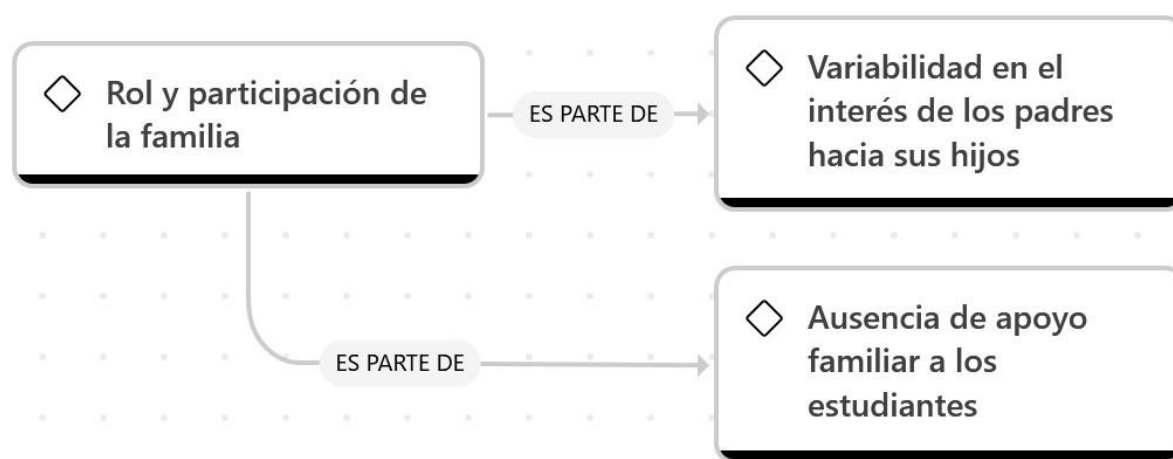 Rol y participación de
la familia
ES PARTE DE
Variabilidad en el
interés de los padres
hacia sus hijos
ES PARTE DE
Ausencia de apoyo
familiar a los
estudiantes